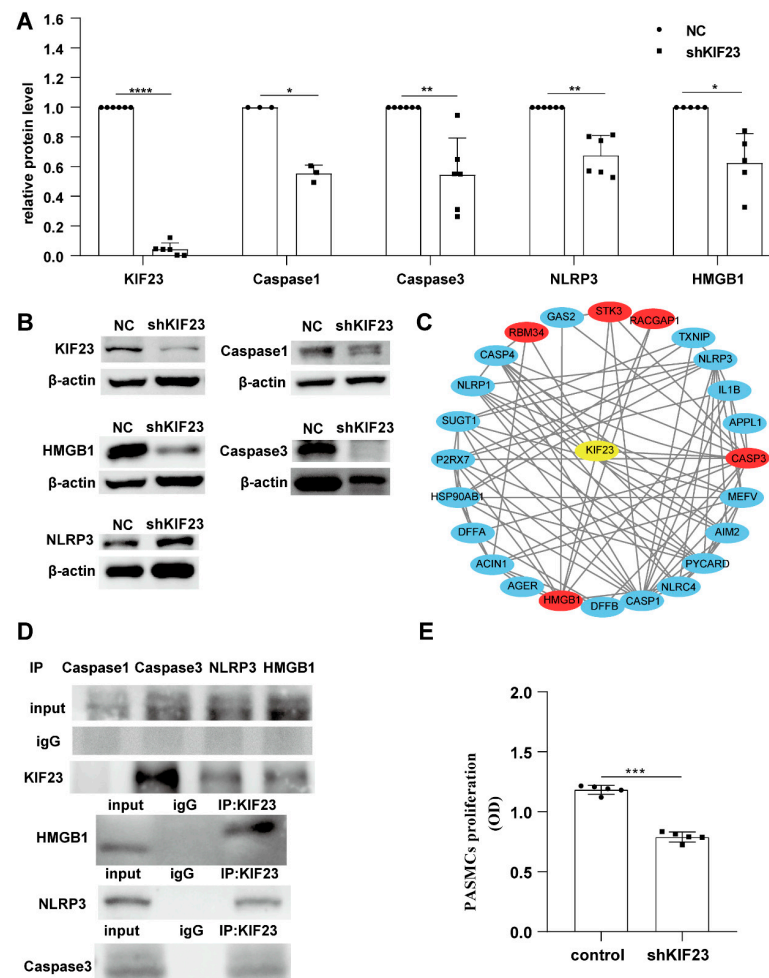 A
relative protein level
1.6
1.4
1.2
1.0
0.8
0.6
0.4
0.2
0.0
**** * ** ** *
NC
shKIF23
KIF23 Caspase1 Caspase3 NLRP3 HMGB1
B
NC shKIF23
KIF23
β-actin
NC shKIF23
Caspase1
β-actin
NC shKIF23
HMGB1
β-actin
NC shKIF23
Caspase3
β-actin
NC shKIF23
NLRP3
β-actin
C
STK3
GAS2
RACGAP1
RBM34
TXNIP
CASP4
NLRP3
NLRP1
IL1B
SUGT1
APPL1
KIF23
P2RX7
CASP3
HSP90AB1
MEFV
DFFA
AIM2
ACIN1
PYCARD
AGER
NLRC4
HMGB1
DFFB
CASP1
D
IP Caspase1 Caspase3 NLRP3 HMGB1
input
igG
KIF23
input igG IP:KIF23
HMGB1
input igG IP:KIF23
NLRP3
input igG IP:KIF23
Caspase3
E
PASMCs proliferation
(OD)
2.0
1.5
1.0
0.5
0.0
***
control shKIF23